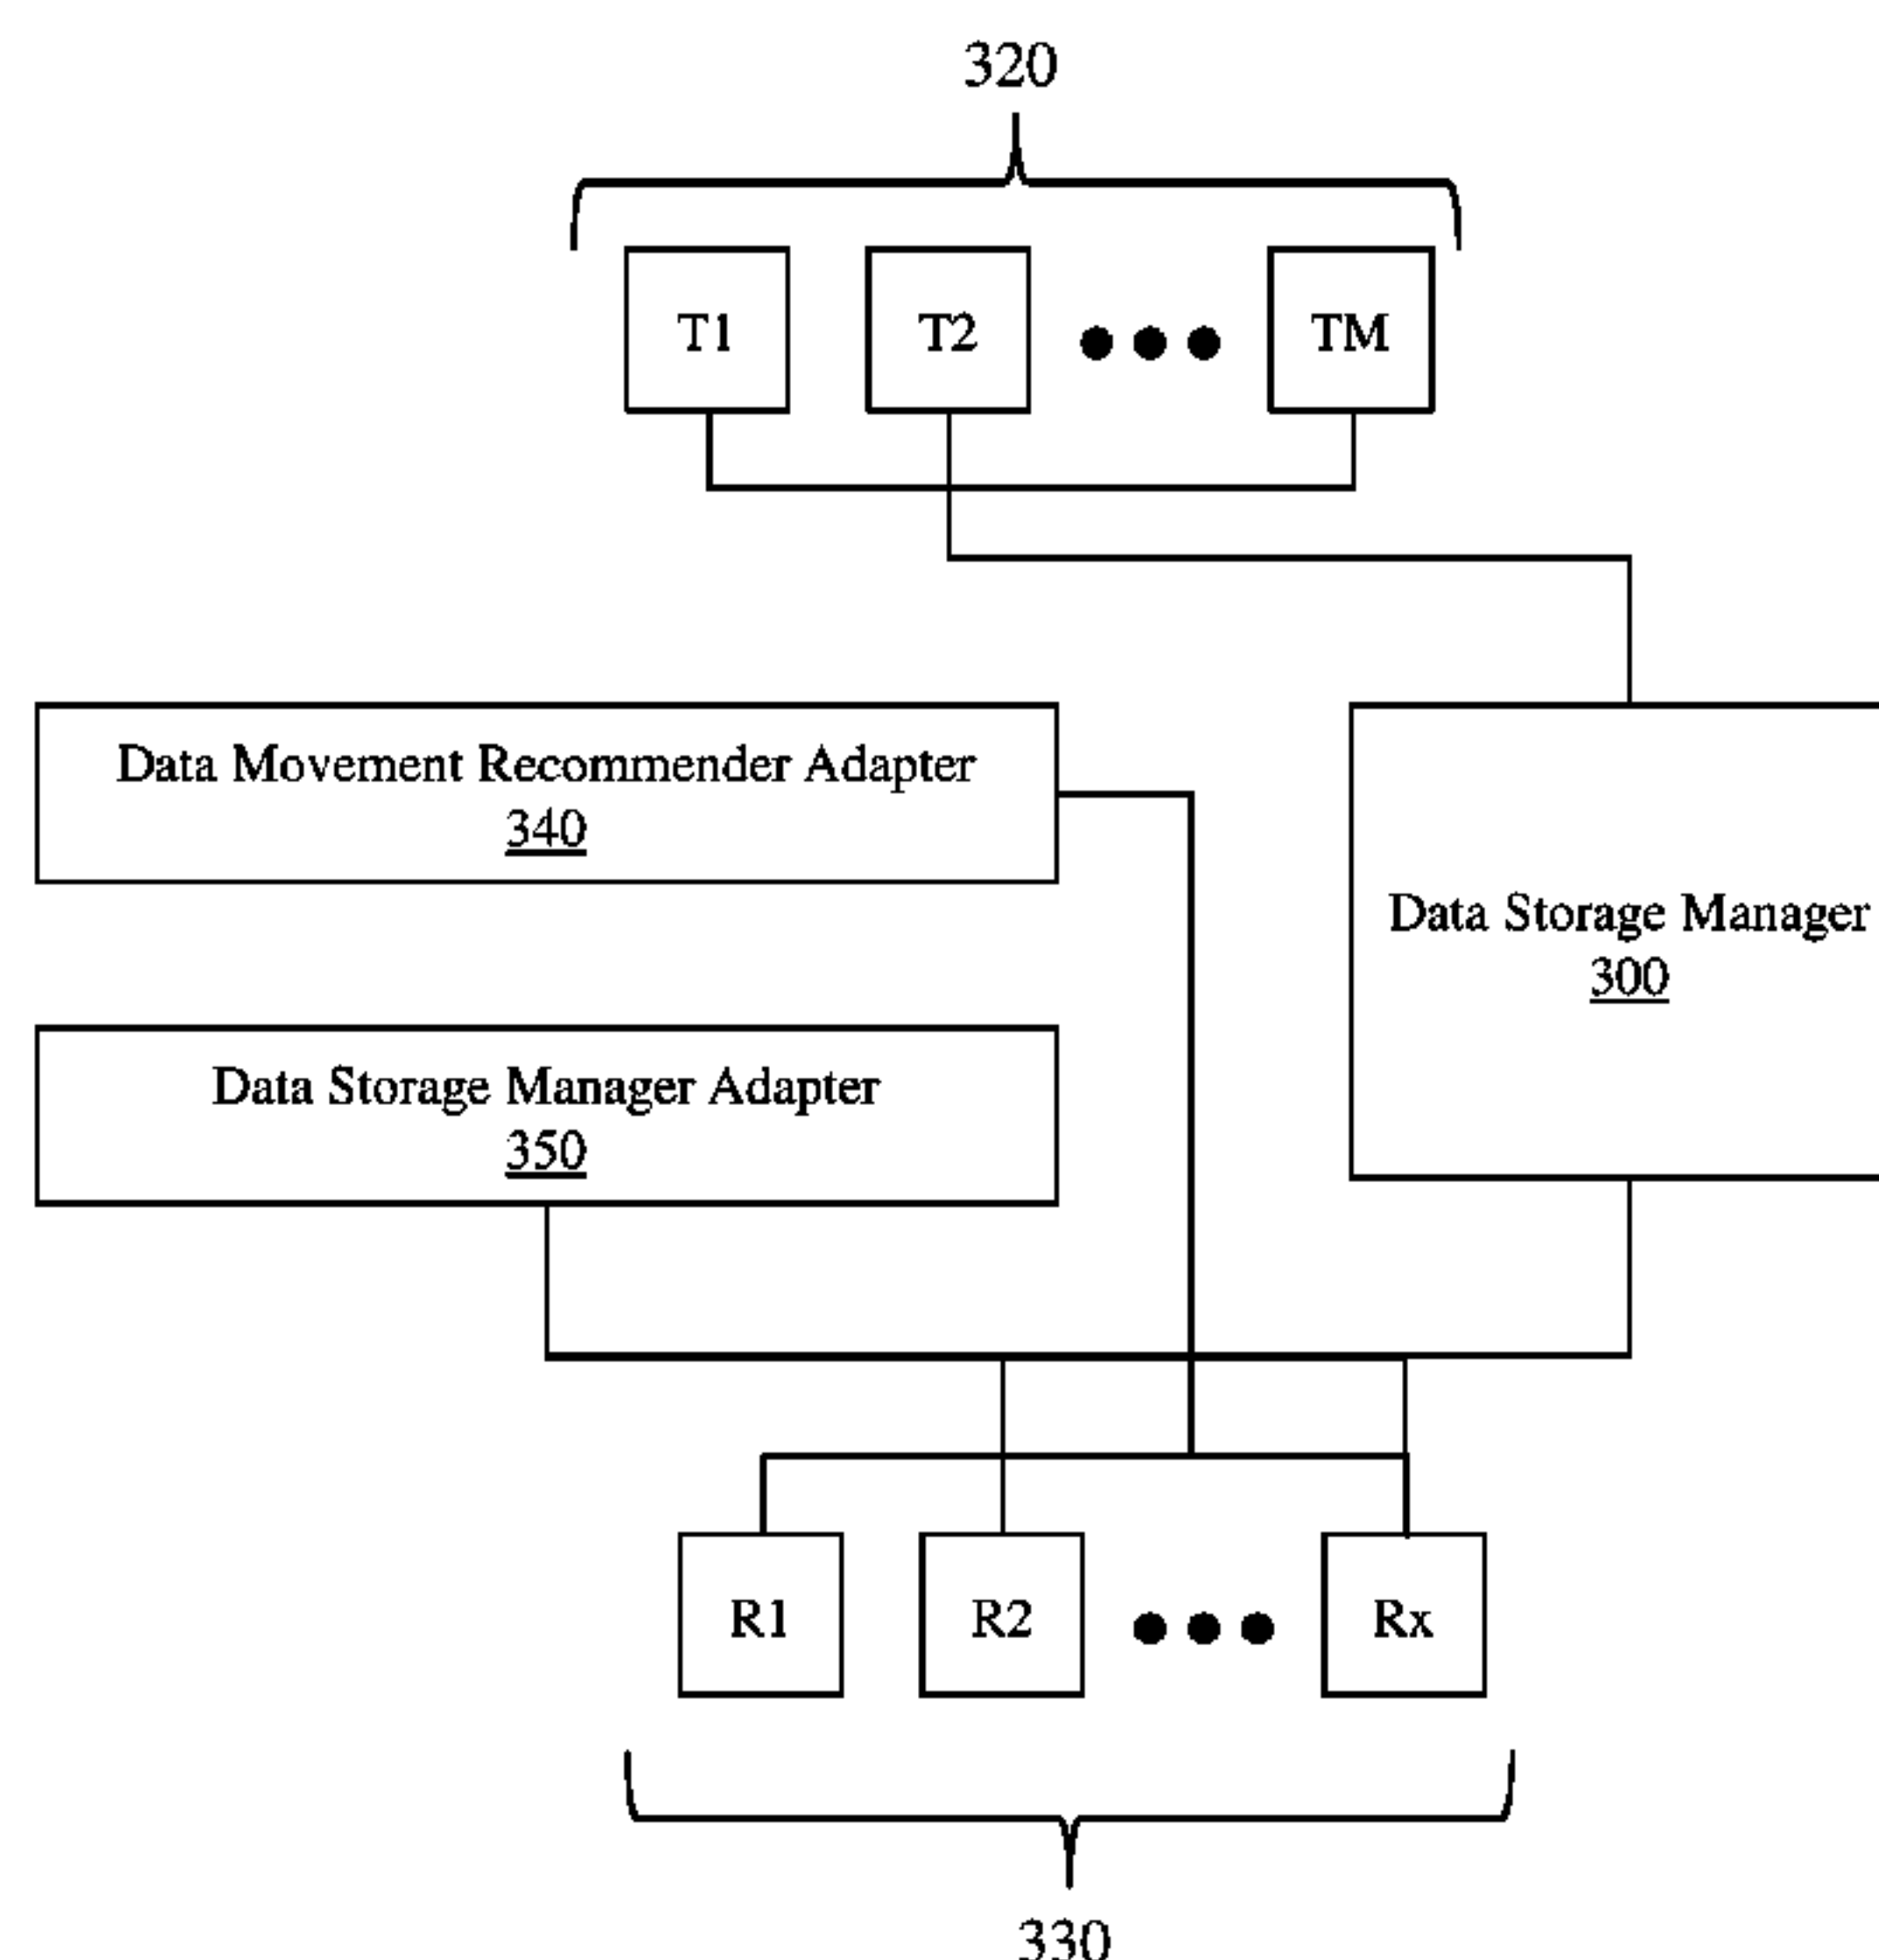 320
T1 T2 TM
Data Movement Recommender Adapter
340
Data Storage Manager
300
Data Storage Manager Adapter
350
R1 R2 Rx
330